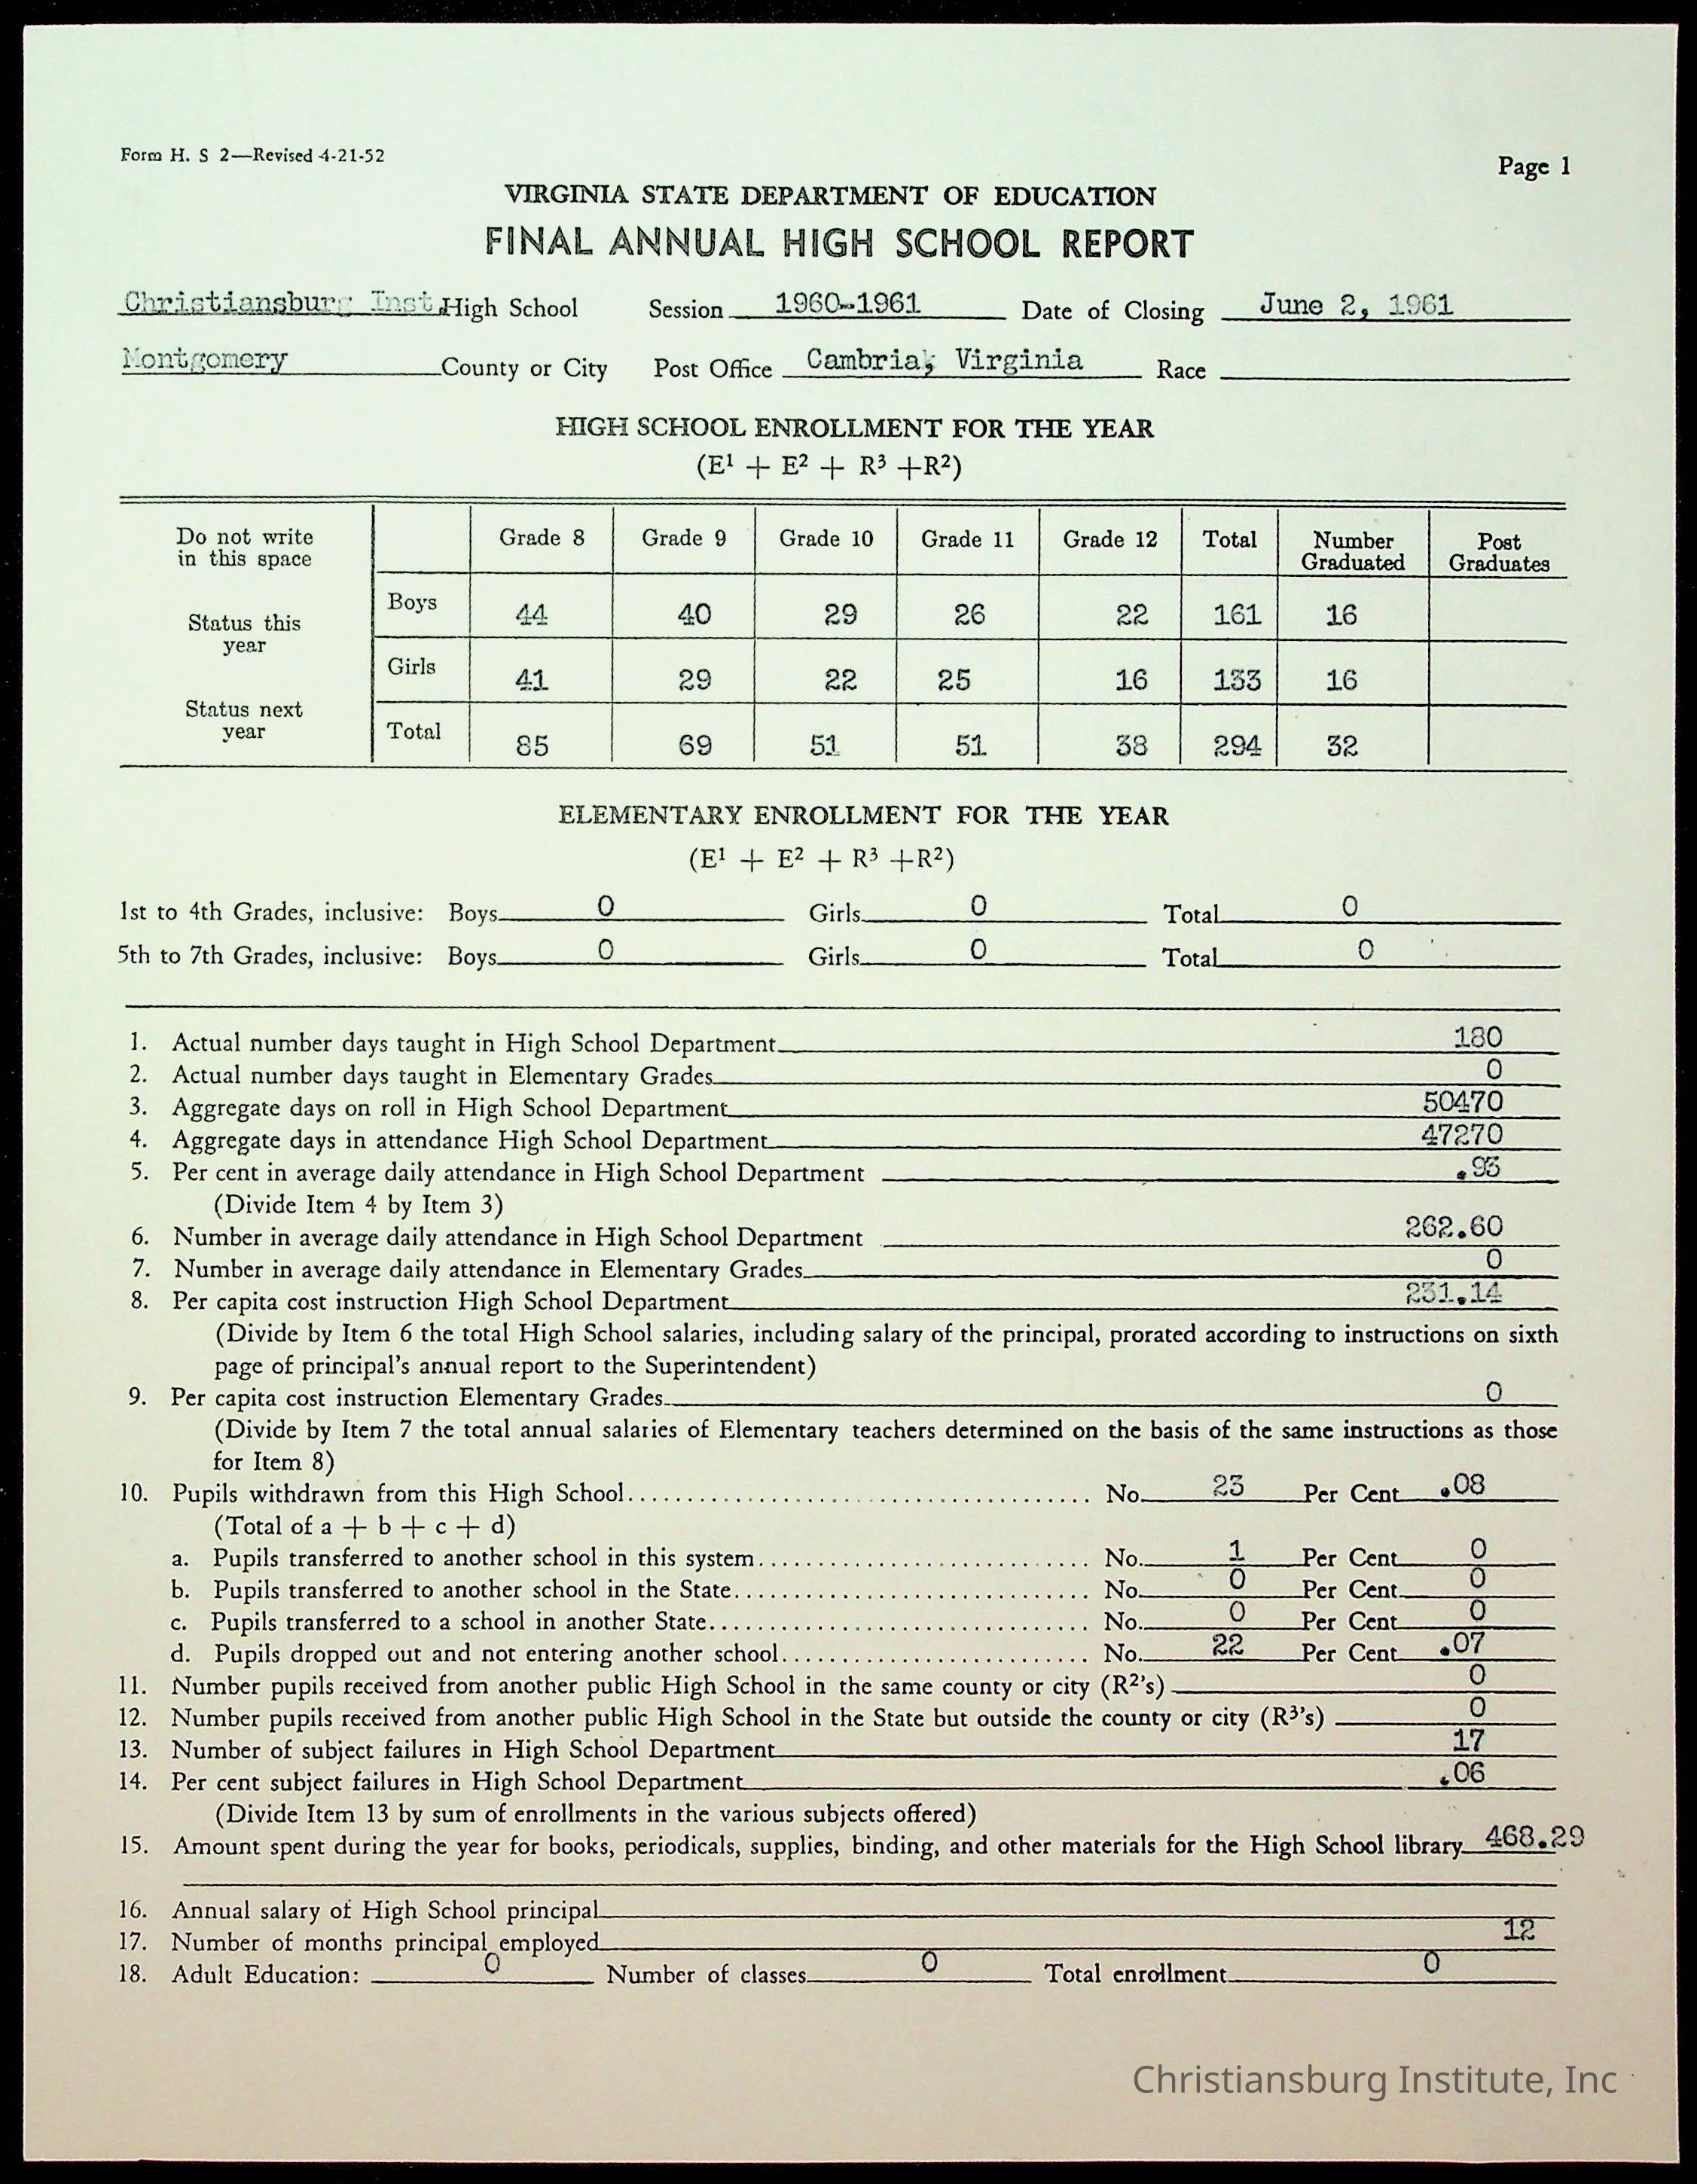 Form H. S 2—Revised 4-21-52
Page 1
VIRGINIA STATE DEPARTMENT OF EDUCATION
FINAL ANNUAL HIGH SCHOOL REPORT
Christiansburg Inst. High School Session 1960-1961 Date of Closing June 2, 1961
Montgomery County or City Post Office Cambria, Virginia Race
HIGH SCHOOL ENROLLMENT FOR THE YEAR
(E¹ + E² + R³ +R²)
Do not write in this space Grade 8 Grade 9 Grade 10 Grade 11 Grade 12 Total Number Graduated Post Graduates
Status this year Boys 44 40 29 26 22 161 16
Girls 41 29 22 25 16 133 16
Status next year Total 85 69 51 51 38 294 32
ELEMENTARY ENROLLMENT FOR THE YEAR
(E¹ + E² + R³ +R²)
1st to 4th Grades, inclusive: Boys 0 Girls 0 Total 0
5th to 7th Grades, inclusive: Boys 0 Girls 0 Total 0
1. Actual number days taught in High School Department 180
2. Actual number days taught in Elementary Grades 0
3. Aggregate days on roll in High School Department 50470
4. Aggregate days in attendance High School Department 47270
5. Per cent in average daily attendance in High School Department .93
(Divide Item 4 by Item 3)
6. Number in average daily attendance in High School Department 262.60
7. Number in average daily attendance in Elementary Grades 0
8. Per capita cost instruction High School Department 231.14
(Divide by Item 6 the total High School salaries, including salary of the principal, prorated according to instructions on sixth
page of principal's annual report to the Superintendent)
9. Per capita cost instruction Elementary Grades 0
(Divide by Item 7 the total annual salaries of Elementary teachers determined on the basis of the same instructions as those
for Item 8)
10. Pupils withdrawn from this High School No. 23 Per Cent .08
(Total of a + b + c + d)
a. Pupils transferred to another school in this system No. 1 Per Cent 0
b. Pupils transferred to another school in the State No. 0 Per Cent 0
c. Pupils transferred to a school in another State No. 0 Per Cent 0
d. Pupils dropped out and not entering another school No. 22 Per Cent .07
11. Number pupils received from another public High School in the same county or city (R²'s) 0
12. Number pupils received from another public High School in the State but outside the county or city (R³'s) 0
13. Number of subject failures in High School Department 17
14. Per cent subject failures in High School Department .06
(Divide Item 13 by sum of enrollments in the various subjects offered)
15. Amount spent during the year for books, periodicals, supplies, binding, and other materials for the High School library 468.29
16. Annual salary of High School principal
17. Number of months principal employed 12
18. Adult Education: 0 Number of classes 0 Total enrollment 0
Christiansburg Institute, Inc